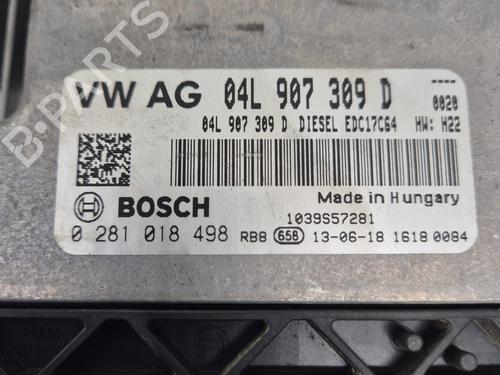 VW AG 04L 907 309 D
0020
04L 907 309 D DIESEL EDC17C64 HW: H22
Made in Hungary
BOSCH
1039S57281
0 281 018 498 RB8 658 13-06-18 1618 0084
B-PARTS